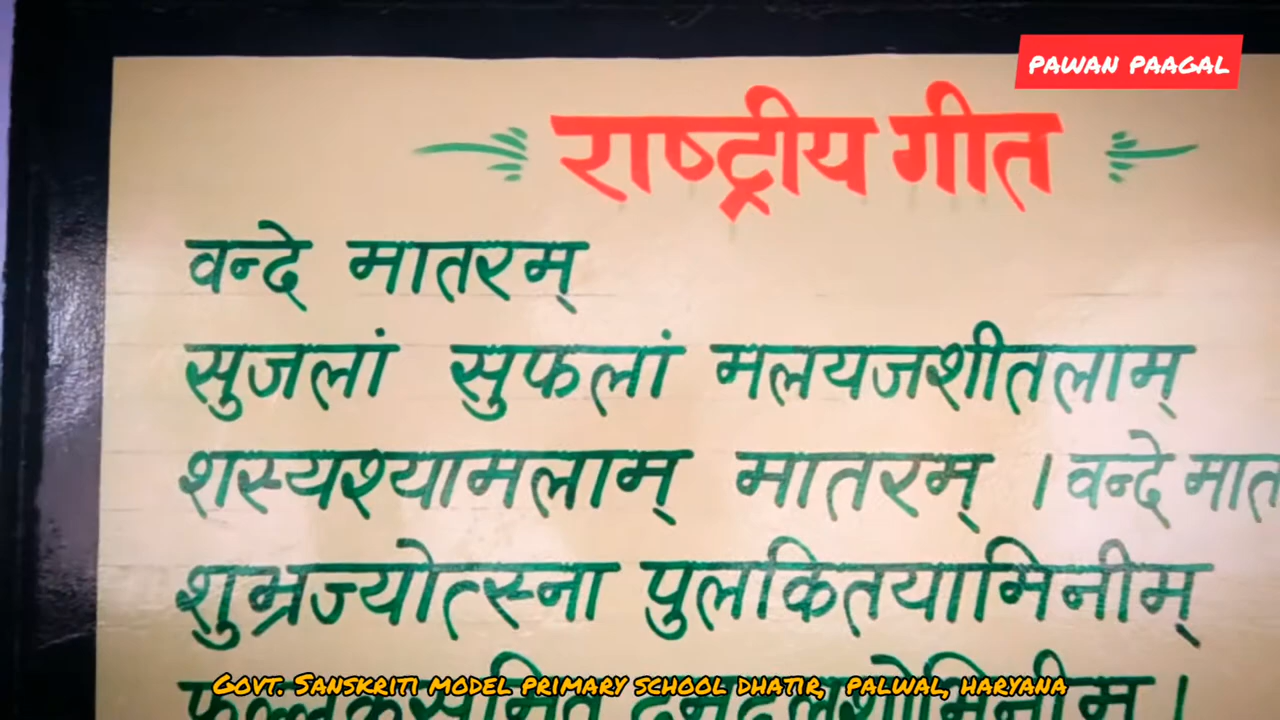 PAWAN PAAGAL
राष्ट्रीय गीत
वन्दे मातरम्
सुजलां सुफलां मलयजशीतलाम्
शस्यश्यामलाम् मातरम् । वन्दे मात
शुभ्रज्योत्स्ना पुलकितयामिनीम्
GOVT. SANSKRITI MODEL PRIMARY SCHOOL DHATIR, PALWAL, HARYANA